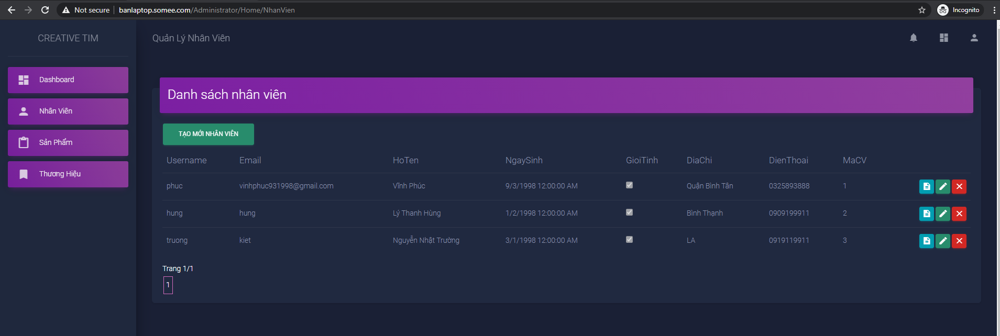 Not secure | banlaptop.somee.com/Administrator/Home/NhanVien
Incognito
CREATIVE TIM
Quản Lý Nhân Viên
Dashboard
Nhân Viên
Sản Phẩm
Thương Hiệu
Danh sách nhân viên
TẠO MỚI NHÂN VIÊN
Username Email HoTen NgaySinh GioiTinh DiaChi DienThoai MaCV
phuc vinhphuc931998@gmail.com Vĩnh Phúc 9/3/1998 12:00:00 AM Quận Bình Tân 0325893888 1
hung hung Lý Thanh Hùng 1/2/1998 12:00:00 AM Bình Thạnh 0909199911 2
truong kiet Nguyễn Nhật Trường 3/1/1998 12:00:00 AM LA 0919119911 3
Trang 1/1
1